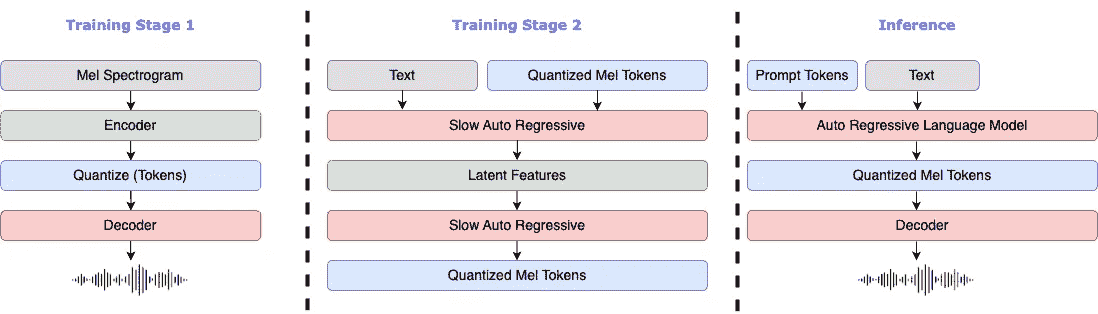 Training Stage 1
Mel Spectrogram
Encoder
Quantize (Tokens)
Decoder
Training Stage 2
Text
Quantized Mel Tokens
Slow Auto Regressive
Latent Features
Slow Auto Regressive
Quantized Mel Tokens
Inference
Prompt Tokens
Text
Auto Regressive Language Model
Quantized Mel Tokens
Decoder